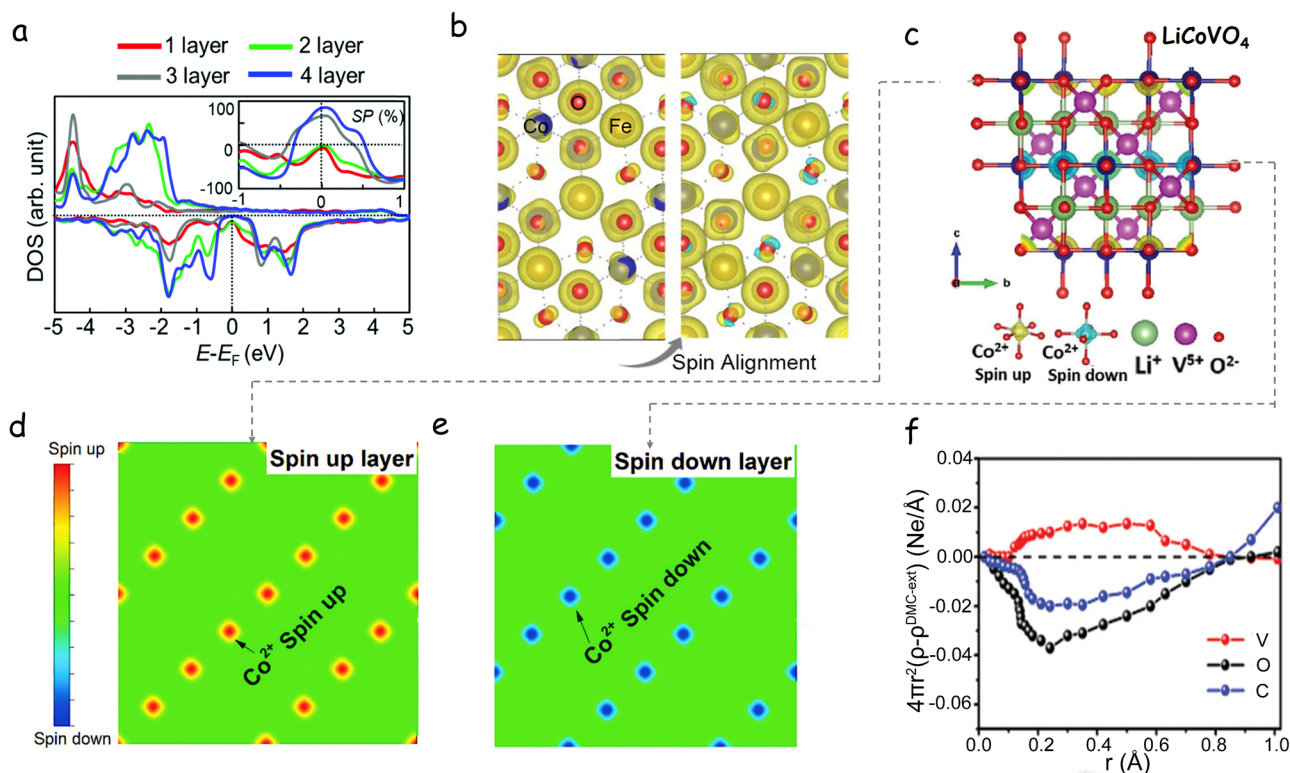 a
1 layer 2 layer
3 layer 4 layer
DOS (arb. unit)
100
0
-100
SP (%)
-1 0 1
-5 -4 -3 -2 -1 0 1 2 3 4 5
E-E_F (eV)
b
O
Co Fe
Spin Alignment
c
LiCoVO₄
c
a b
Co²⁺
Spin up
Co²⁺
Spin down
Li⁺ V⁵⁺ O²⁻
d
Spin up
Spin down
Spin up layer
Co²⁺ Spin up
e
Spin down layer
Co²⁺ Spin down
f
4πr²(ρ-ρ^DMC-ext) (Ne/Å)
0.04
0.02
0.00
-0.02
-0.04
-0.06
V
O
C
0.0 0.2 0.4 0.6 0.8 1.0
r (Å)